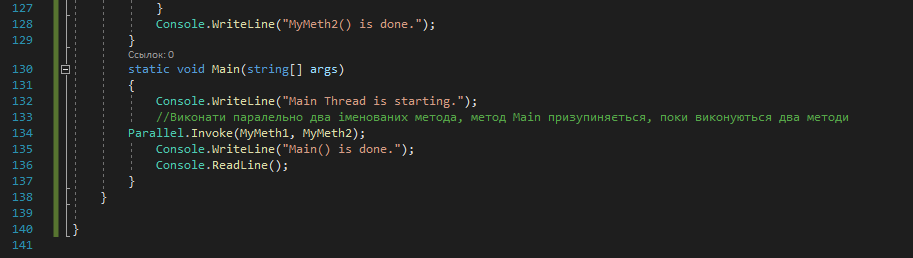 127 }
128 Console.WriteLine("MyMeth2() is done.");
129 }
Ссылок: 0
130 static void Main(string[] args)
131 {
132 Console.WriteLine("Main Thread is starting.");
133 //Виконати паралельно два іменованих метода, метод Main призупиняеться, поки виконуються два методи
134 Parallel.Invoke(MyMeth1, MyMeth2);
135 Console.WriteLine("Main() is done.");
136 Console.ReadLine();
137 }
138 }
139
140 }
141